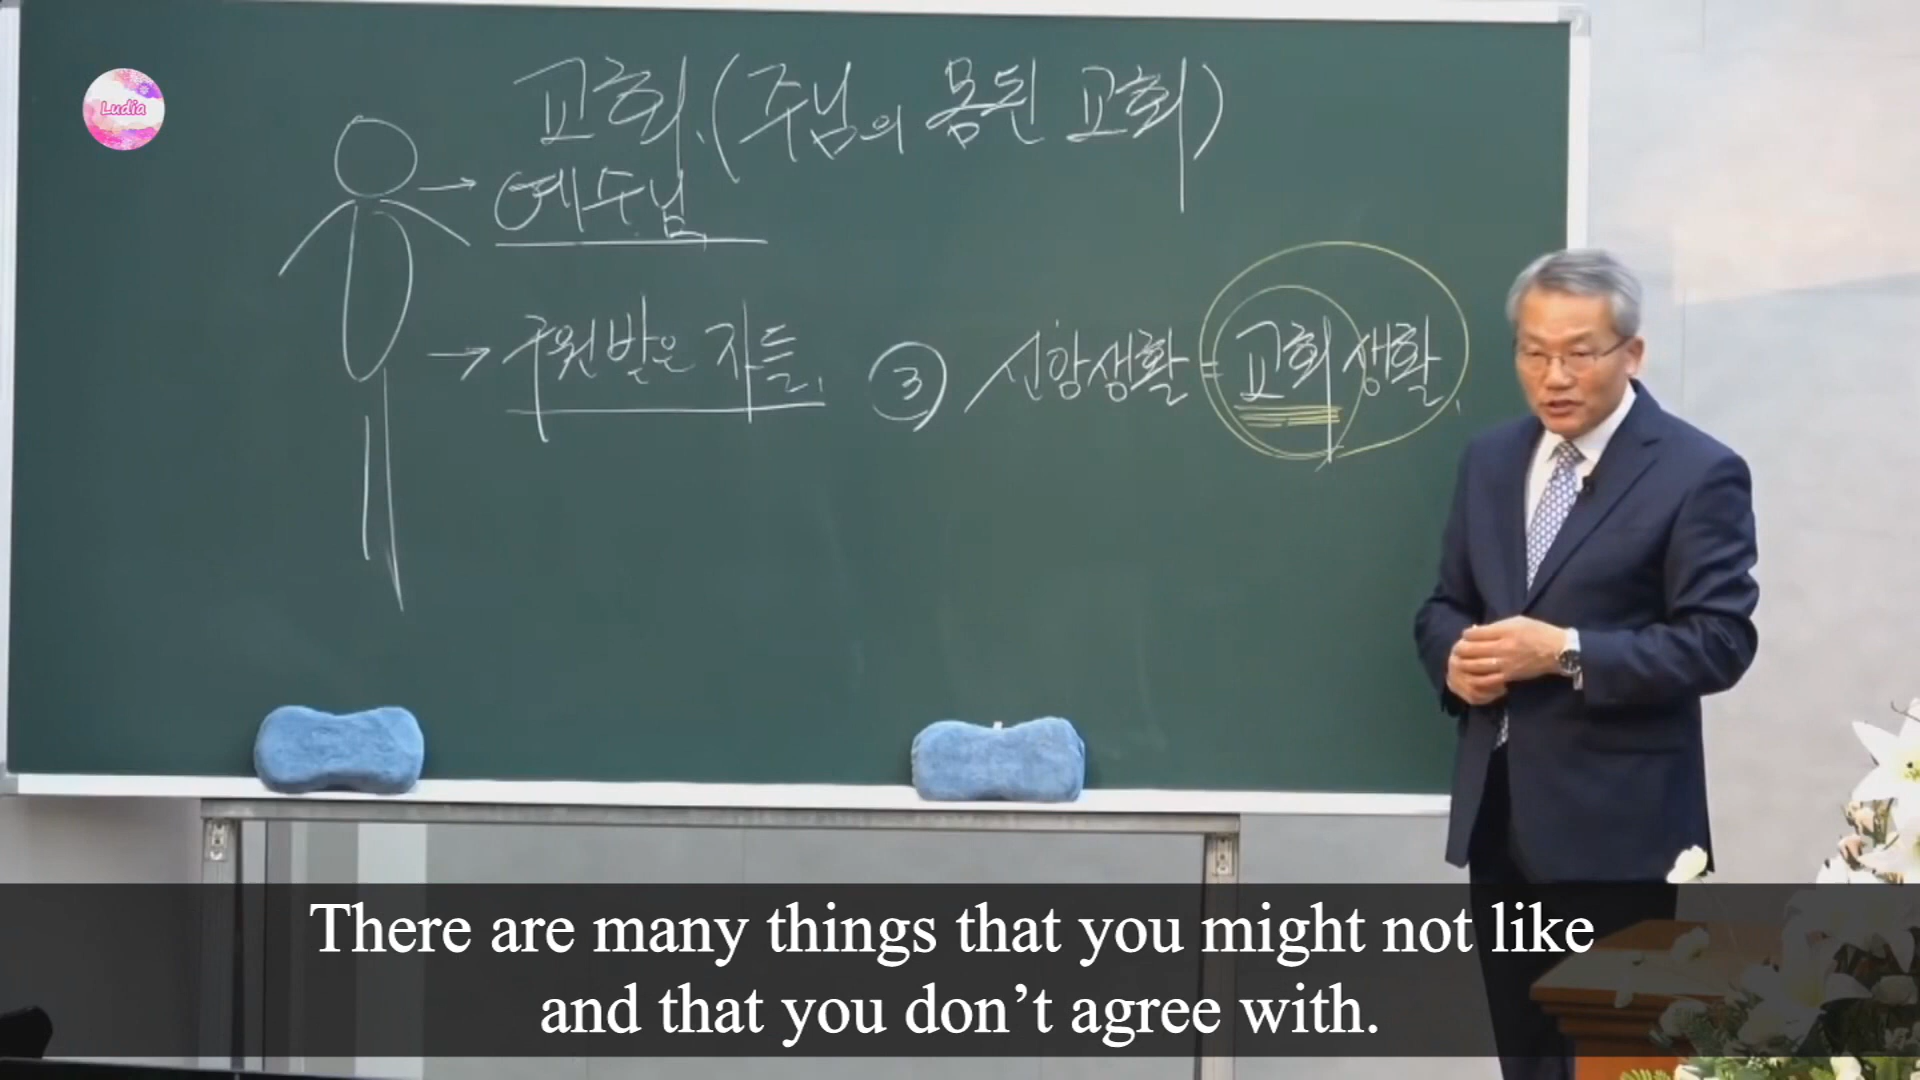 Ludia
교회.(주님의 몸된 교회)
→ 예수님
→ 구원받은 자들.
③ 신앙생활 = 교회생활.
There are many things that you might not like
and that you don’t agree with.